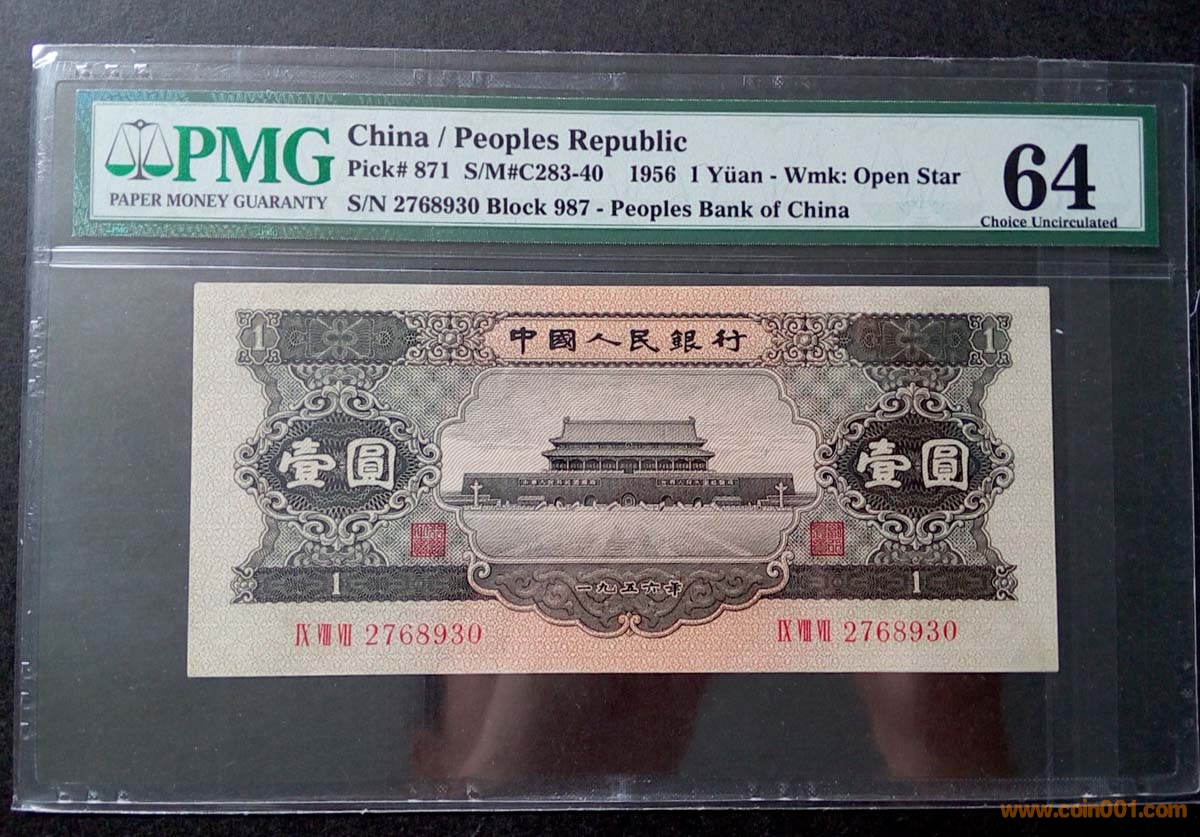 PMG
PAPER MONEY GUARANTY
China / Peoples Republic
Pick# 871 S/M#C283-40 1956 1 Yüan - Wmk: Open Star
S/N 2768930 Block 987 - Peoples Bank of China
64
Choice Uncirculated
1 中國人民銀行 1
壹圓 壹圓
1 一九五六年 1
IX VIII VII 2768930 IX VIII VII 2768930
www.coin001.com